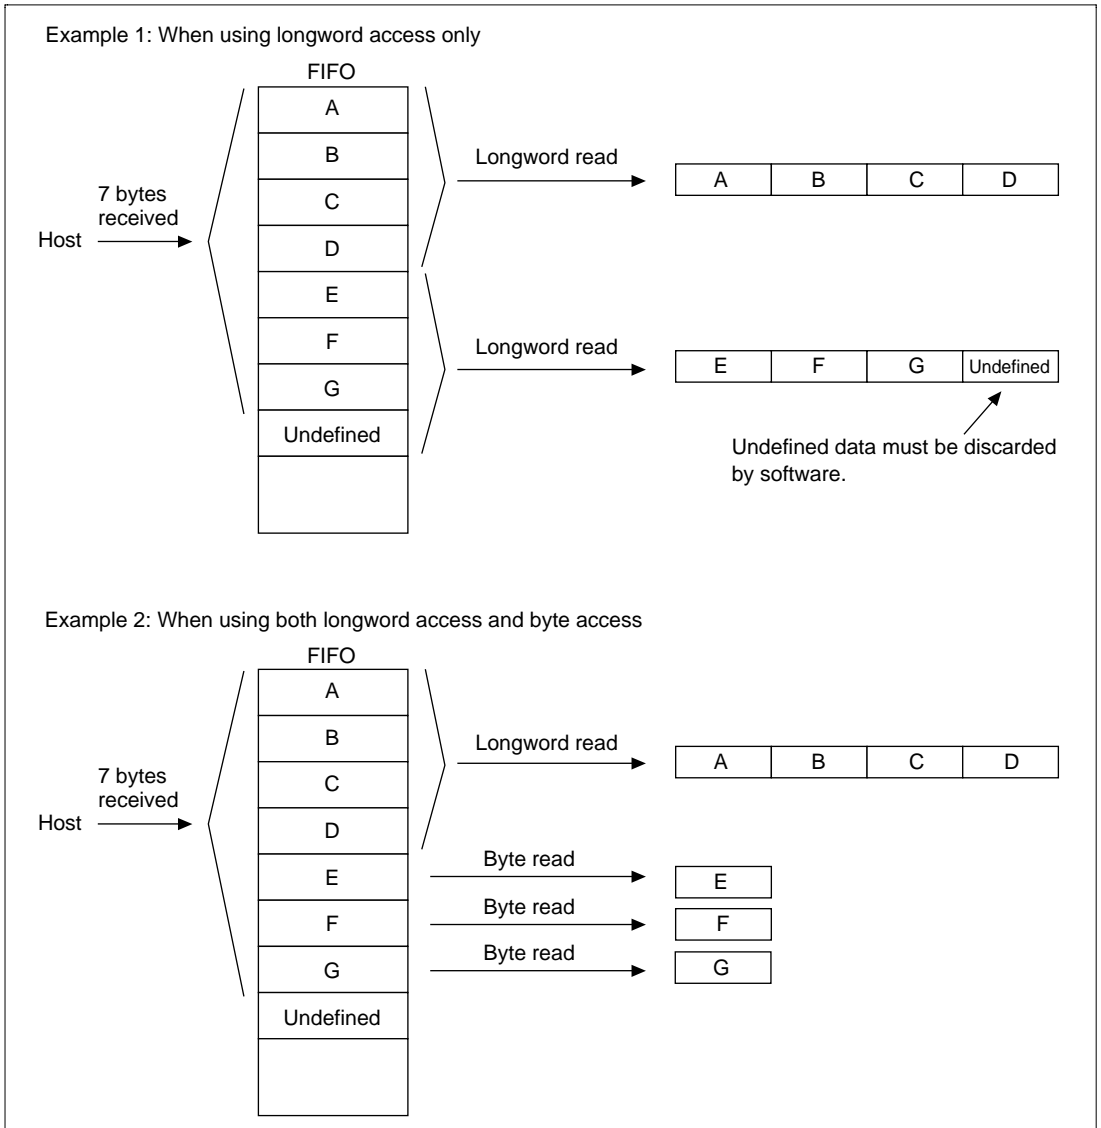 Example 1: When using longword access only
FIFO
A
B
C
D
E
F
G
Undefined
7 bytes
received
Host
Longword read
A B C D
Longword read
E F G Undefined
Undefined data must be discarded
by software.
Example 2: When using both longword access and byte access
FIFO
A
B
C
D
E
F
G
Undefined
7 bytes
received
Host
Longword read
A B C D
Byte read
E
Byte read
F
Byte read
G